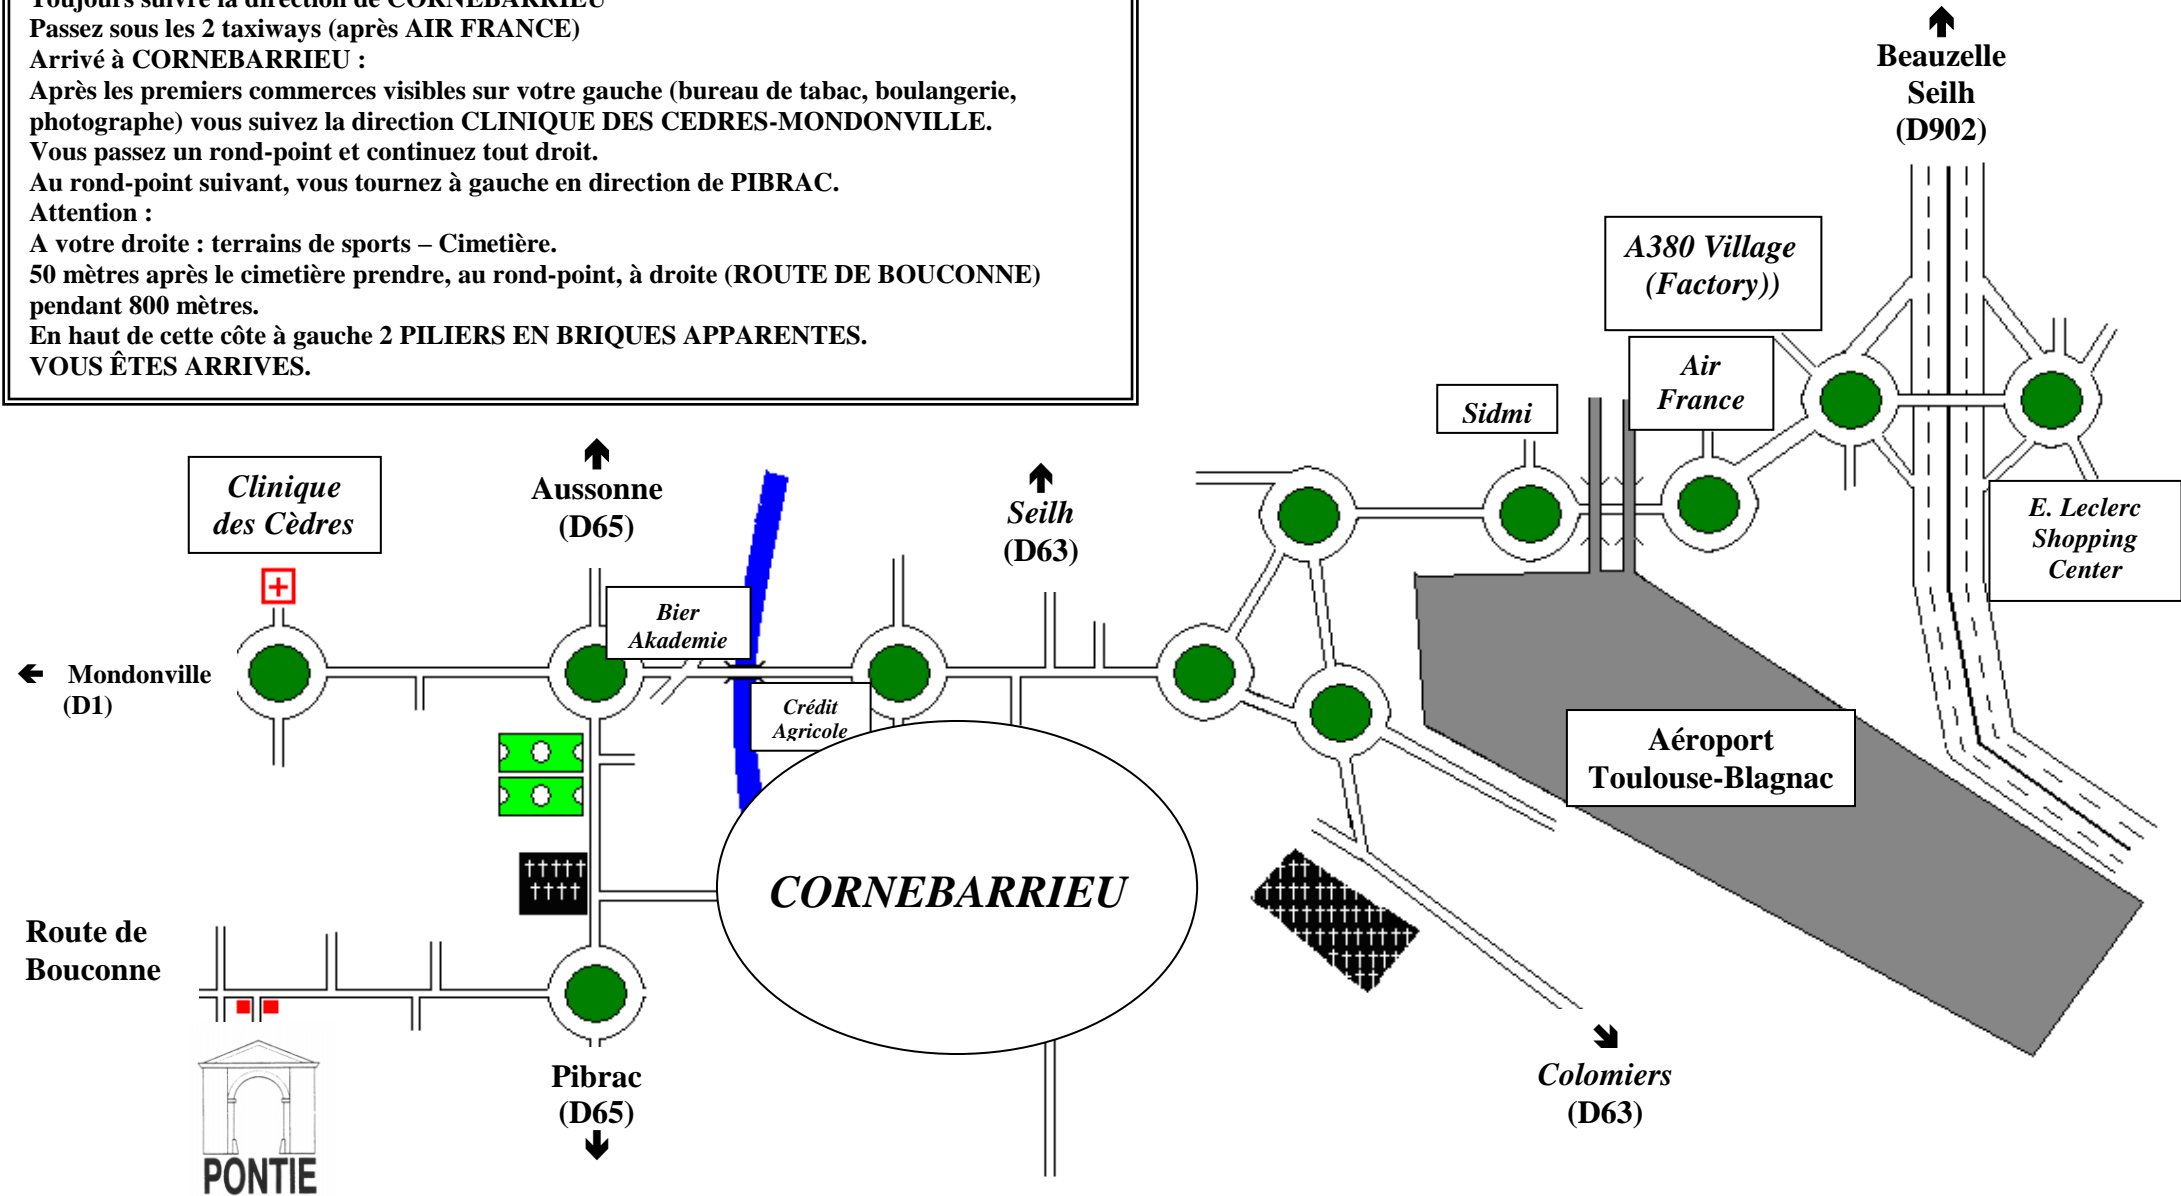 Toujours suivre la direction de CORNEBARRIEU
Passez sous les 2 taxiways (après AIR FRANCE)
Arrivé à CORNEBARRIEU :
Après les premiers commerces visibles sur votre gauche (bureau de tabac, boulangerie,
photographe) vous suivez la direction CLINIQUE DES CEDRES-MONDONVILLE.
Vous passez un rond-point et continuez tout droit.
Au rond-point suivant, vous tournez à gauche en direction de PIBRAC.
Attention :
A votre droite : terrains de sports – Cimetière.
50 mètres après le cimetière prendre, au rond-point, à droite (ROUTE DE BOUCONNE)
pendant 800 mètres.
En haut de cette côte à gauche 2 PILIERS EN BRIQUES APPARENTES.
VOUS ÊTES ARRIVES.
Beauzelle
Seilh
(D902)
A380 Village
(Factory))
Air
France
Sidmi
E. Leclerc
Shopping
Center
Clinique
des Cèdres
Aussonne
(D65)
Seilh
(D63)
Bier
Akademie
Mondonville
(D1)
Crédit
Agricole
Aéroport
Toulouse-Blagnac
CORNEBARRIEU
Route de
Bouconne
Pibrac
(D65)
Colomiers
(D63)
PONTIE